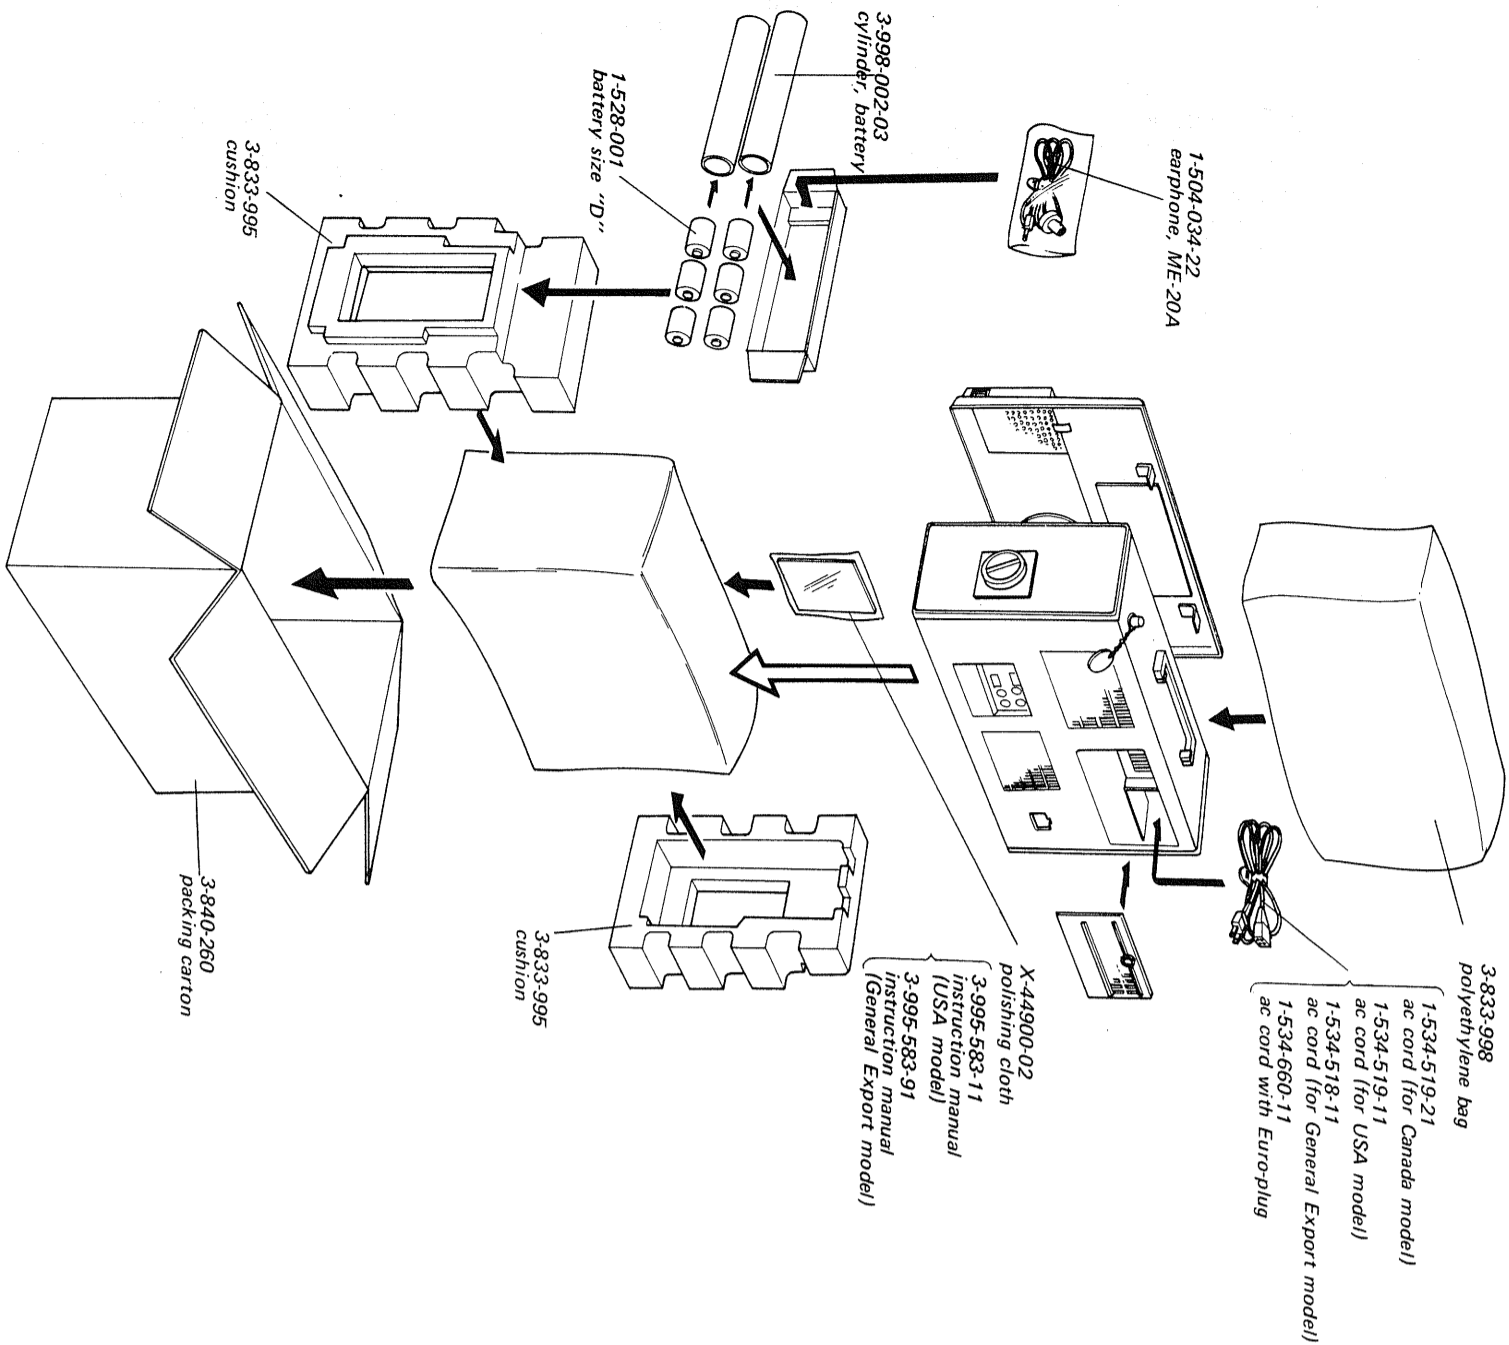 3-998-002-03
cylinder, battery
1-504-034-22
earphone, ME-20A
1-528-001
battery size "D"
3-833-995
cushion
3-833-998
polyethylene bag
1-534-519-21
ac cord (for Canada model)
1-534-519-11
ac cord (for USA model)
1-534-518-11
ac cord (for General Export model)
1-534-660-11
ac cord with Euro-plug
X-44900-02
polishing cloth
3-995-583-11
instruction manual
(USA model)
3-995-583-91
instruction manual
(General Export model)
3-833-995
cushion
3-840-260
packing carton